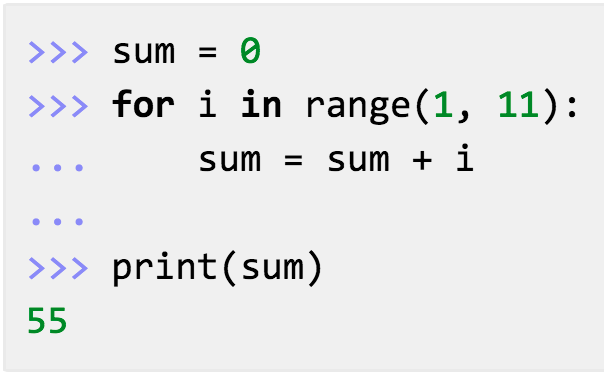 >>> sum = 0
>>> for i in range(1, 11):
...     sum = sum + i
...
>>> print(sum)
55